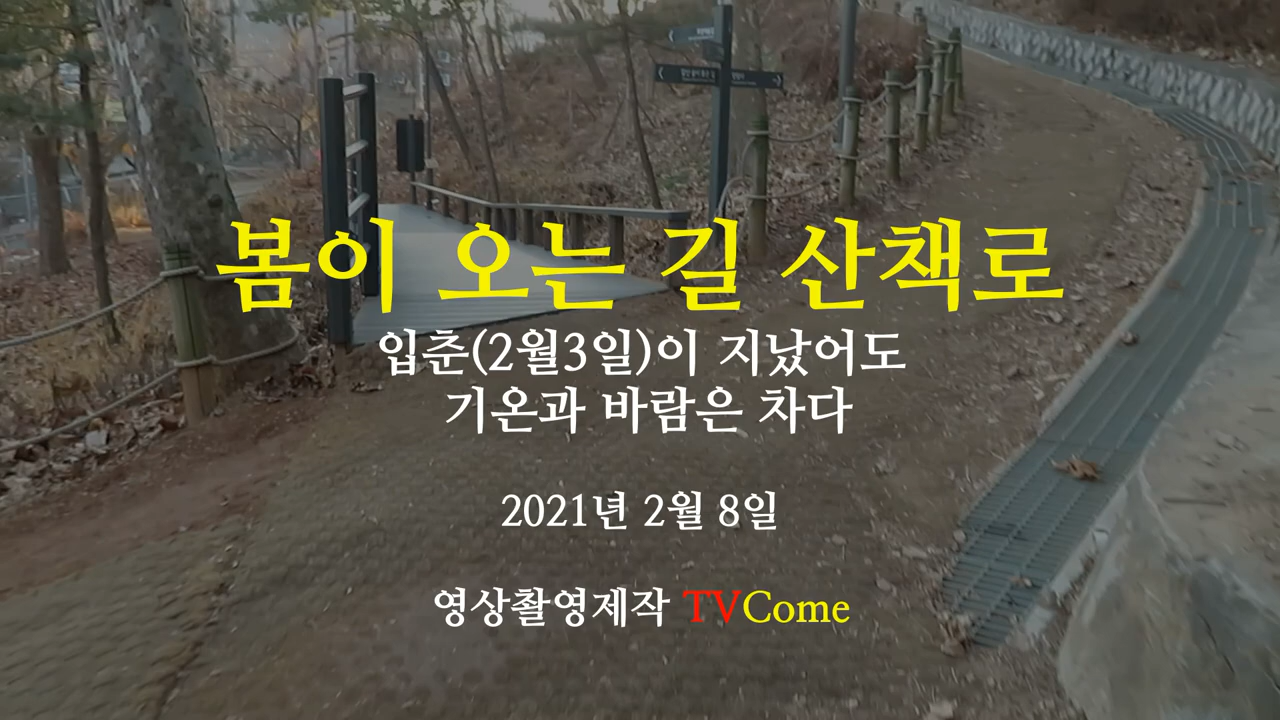 봄이 오는 길 산책로
입춘(2월3일)이 지났어도
기온과 바람은 차다
2021년 2월 8일
영상촬영제작 TVCome